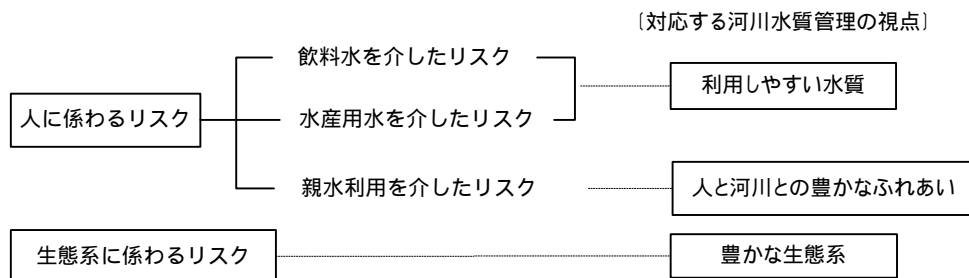 〔対応する河川水質管理の視点〕
飲料水を介したリスク
利用しやすい水質
人に係わるリスク
水産用水を介したリスク
親水利用を介したリスク
人と河川との豊かなふれあい
生態系に係わるリスク
豊かな生態系